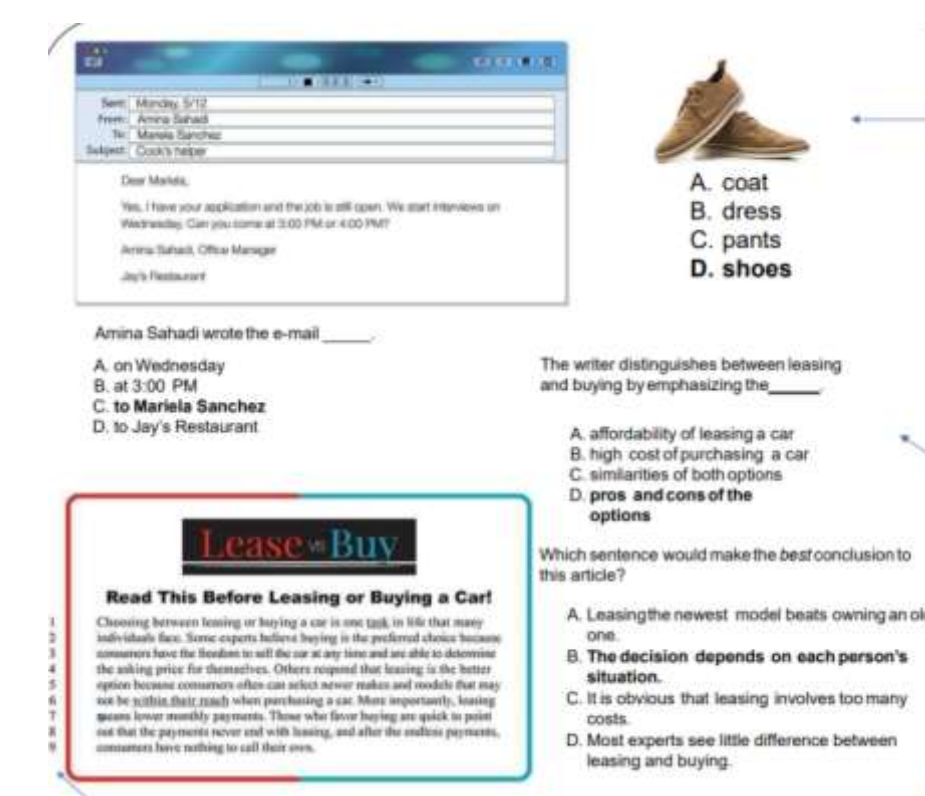 Sent: Monday, 5/12
From: Amina Sahadi
To: Mariela Sanchez
Subject: Cook's helper
Dear Mariela,
Yes, I have your application and the job is still open. We start interviews on
Wednesday. Can you come at 3:00 PM or 4:00 PM?
Amina Sahadi, Office Manager
Jay's Restaurant
Amina Sahadi wrote the e-mail _____.
A. on Wednesday
B. at 3:00 PM
C. to Mariela Sanchez
D. to Jay's Restaurant
A. coat
B. dress
C. pants
D. shoes
The writer distinguishes between leasing
and buying by emphasizing the______.
A. affordability of leasing a car
B. high cost of purchasing a car
C. similarities of both options
D. pros and cons of the
options
Which sentence would make the best conclusion to
this article?
A. Leasing the newest model beats owning an ol
one.
B. The decision depends on each person's
situation.
C. It is obvious that leasing involves too many
costs.
D. Most experts see little difference between
leasing and buying.
Lease VS Buy
Read This Before Leasing or Buying a Car!
1 Choosing between leasing or buying a car is one task in life that many
2 individuals face. Some experts believe buying is the preferred choice because
3 consumers have the freedom to sell the car at any time and are able to determine
4 the asking price for themselves. Others respond that leasing is the better
5 option because consumers often can select newer makes and models that may
6 not be within their reach when purchasing a car. More importantly, leasing
7 means lower monthly payments. Those who favor buying are quick to point
8 out that the payments never end with leasing, and after the endless payments,
9 consumers have nothing to call their own.